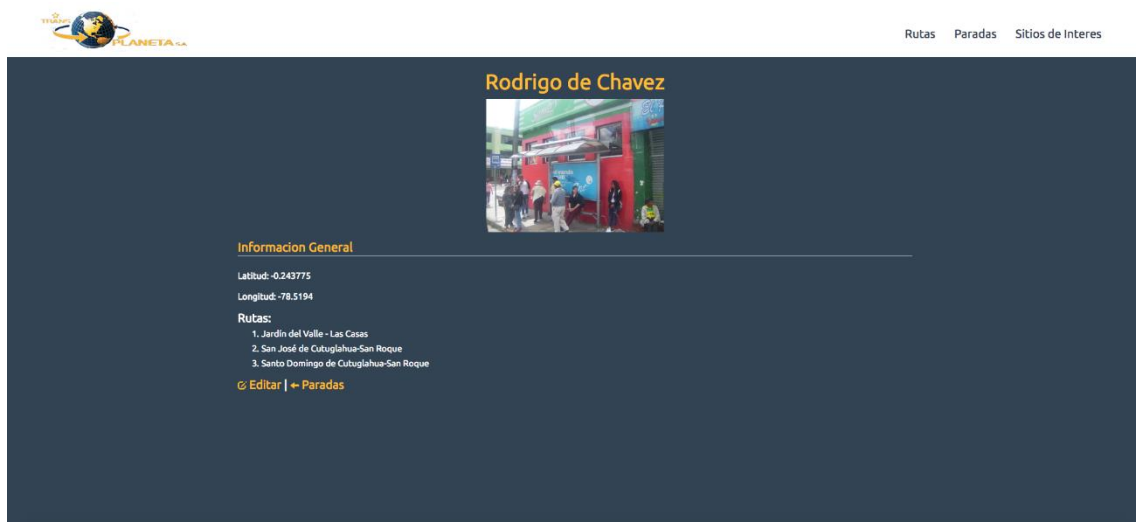 TRANS
PLANETA S.A.
Rutas Paradas Sitios de Interes
Rodrigo de Chavez
Informacion General
Latitud: -0.243775
Longitud: -78.5194
Rutas:
1. Jardín del Valle - Las Casas
2. San José de Cutuglahua-San Roque
3. Santo Domingo de Cutuglahua-San Roque
Editar | Paradas